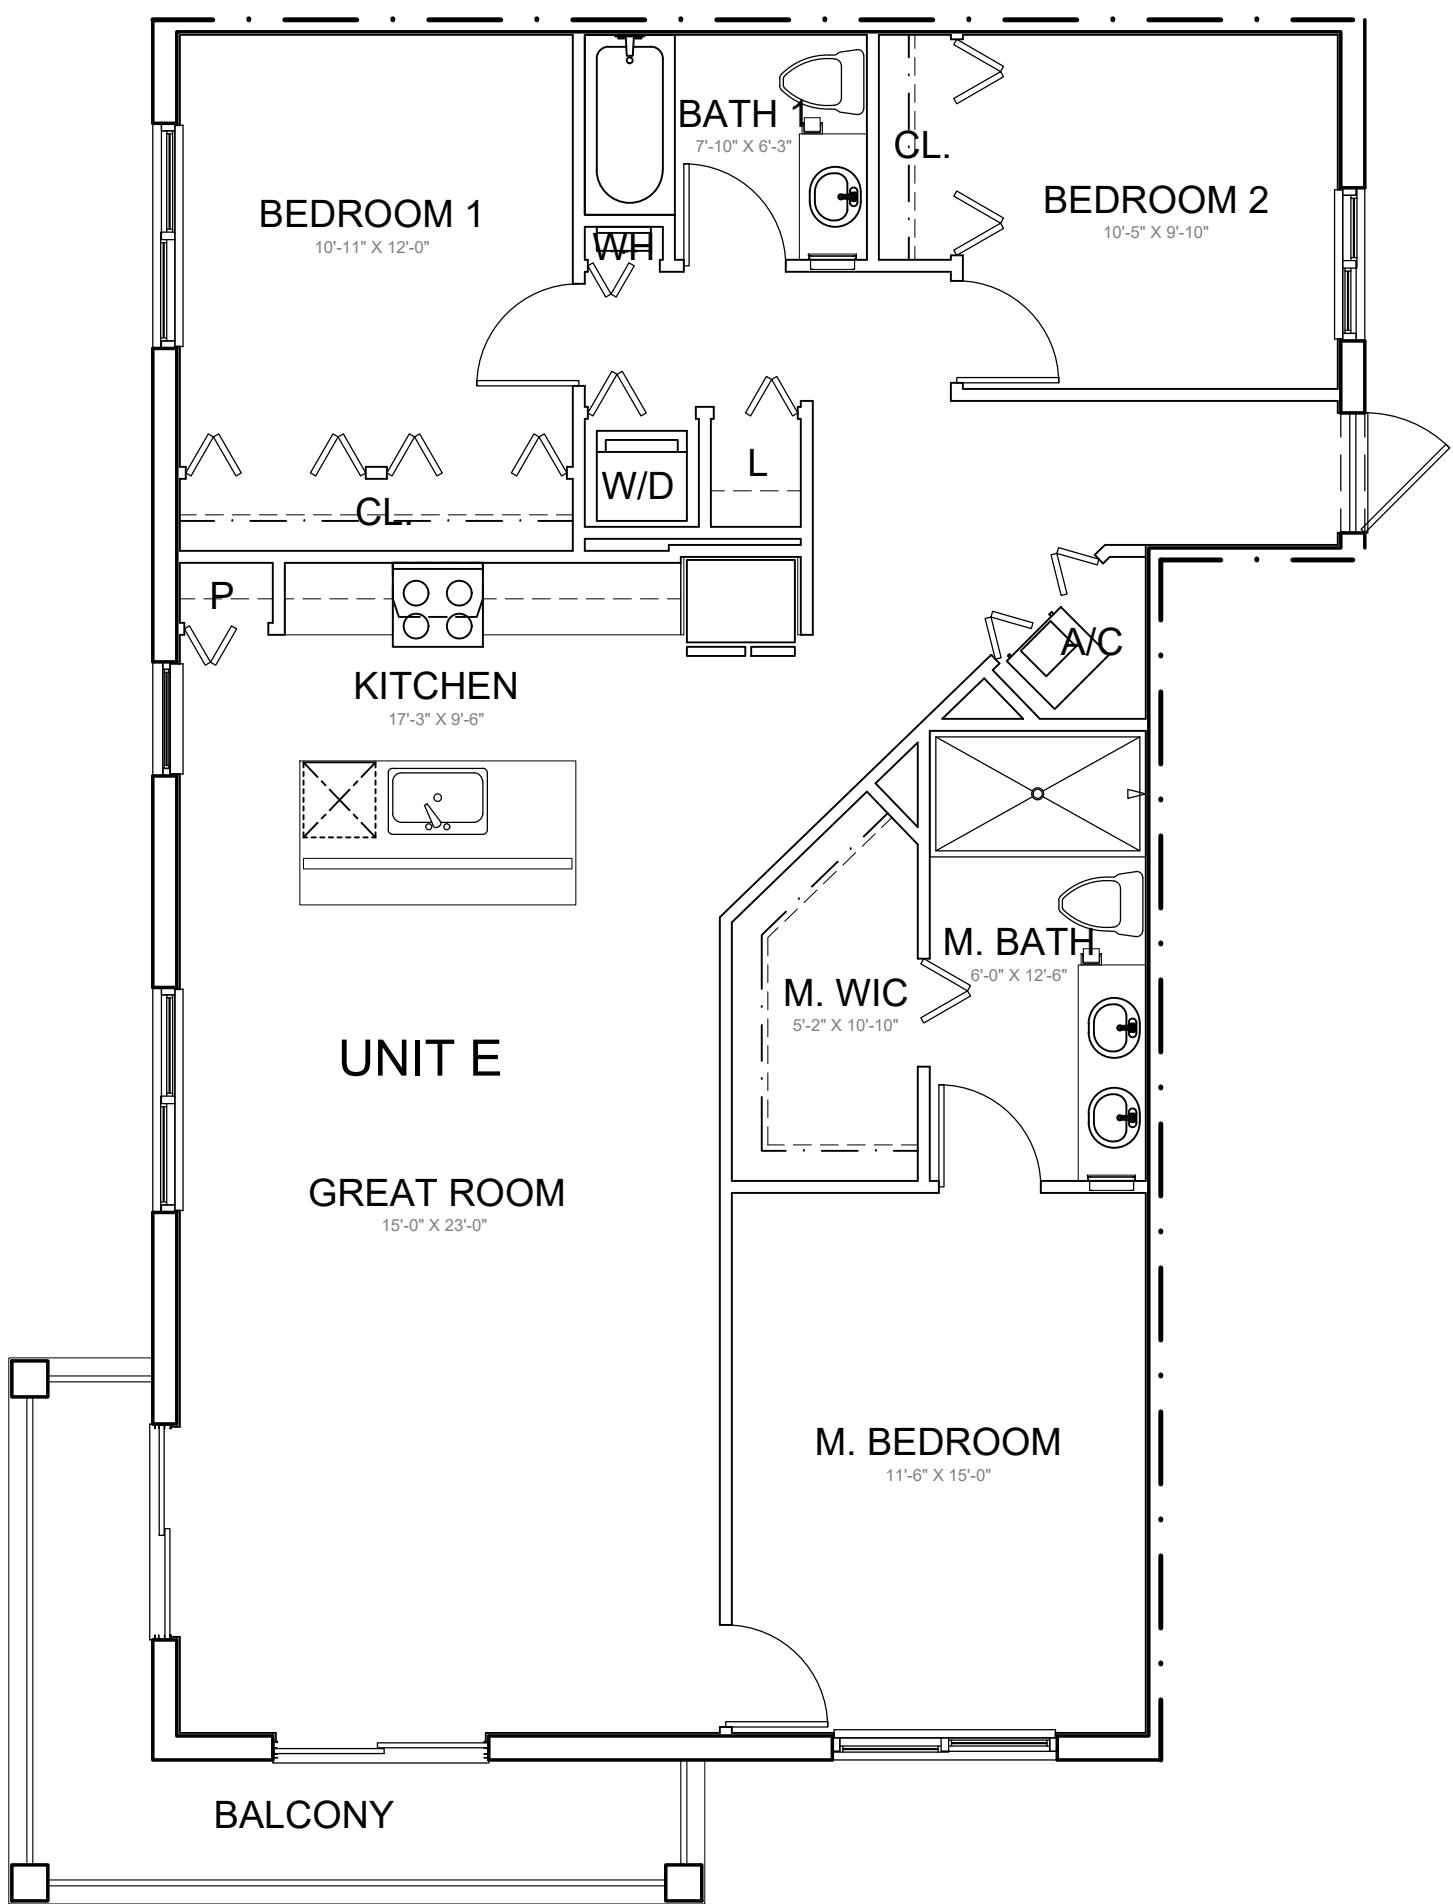 BATH 1
7'-10" X 6'-3"
CL.
BEDROOM 1
10'-11" X 12'-0"
BEDROOM 2
10'-5" X 9'-10"
WH
W/D
L
CL.
P
A/C
KITCHEN
17'-3" X 9'-6"
M. BATH
6'-0" X 12'-6"
M. WIC
5'-2" X 10'-10"
UNIT E
GREAT ROOM
15'-0" X 23'-0"
M. BEDROOM
11'-6" X 15'-0"
BALCONY